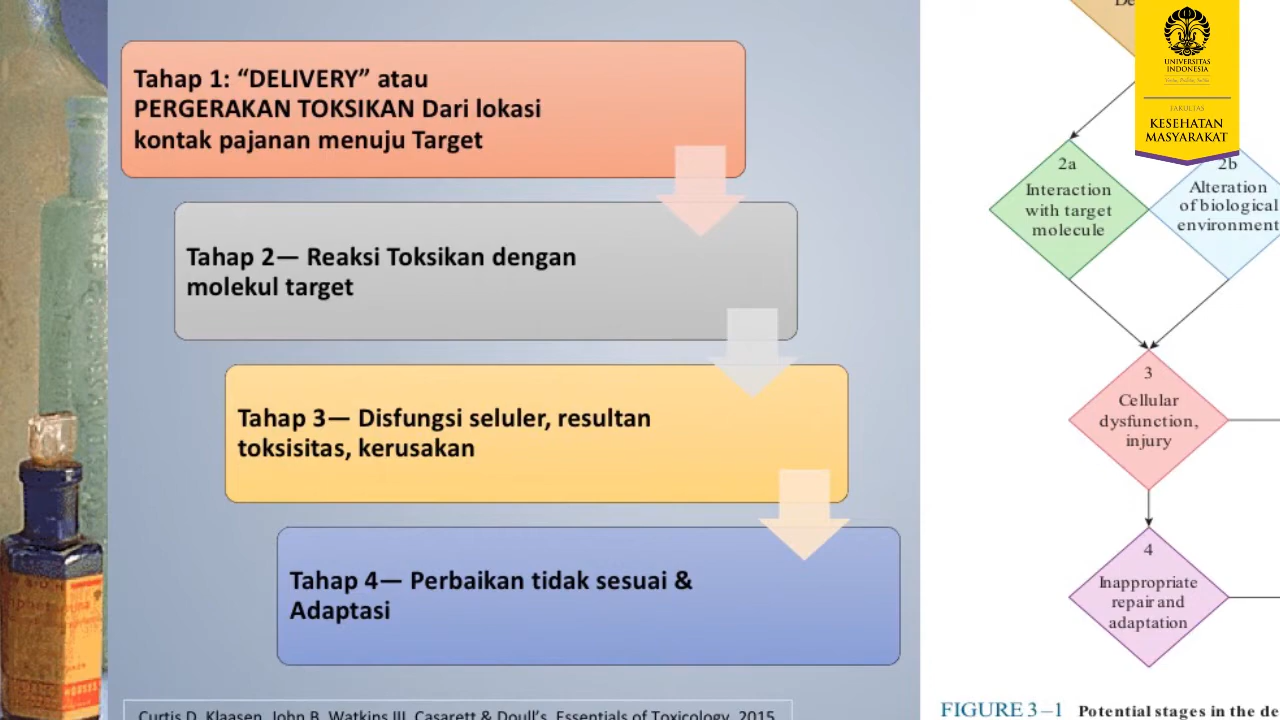 Tahap 1: “DELIVERY” atau
PERGERAKAN TOKSIKAN Dari lokasi
kontak pajanan menuju Target
Tahap 2— Reaksi Toksikan dengan
molekul target
Tahap 3— Disfungsi seluler, resultan
toksisitas, kerusakan
Tahap 4— Perbaikan tidak sesuai &
Adaptasi
Curtis D. Klaasen, John B. Watkins III, Casarett & Doull’s Essentials of Toxicology, 2015
UNIVERSITAS
INDONESIA
FAKULTAS
KESEHATAN
MASYARAKAT
2a
Interaction
with target
molecule
2b
Alteration
of biological
environment
3
Cellular
dysfunction,
injury
4
Inappropriate
repair and
adaptation
FIGURE 3–1 Potential stages in the de